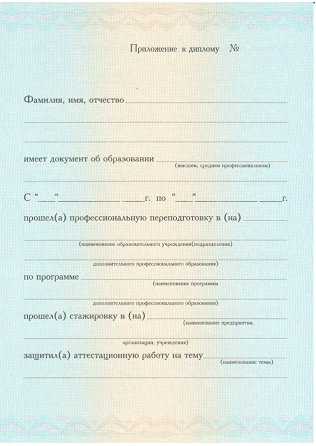 Приложение к диплому №
Фамилия, имя, отчество
имеет документ об образовании
(высшем, среднем профессиональном)
С "___" ____________ г. по "___" ____________ г.
прошел(а) профессиональную переподготовку в (на)
(наименование образовательного учреждения(подразделения)
дополнительного профессионального образования)
по программе
(наименование программы
дополнительного профессионального образования)
прошел(а) стажировку в (на)
(наименование предприятия,
организации, учреждения)
защитил(а) аттестационную работу на тему
(наименование темы)